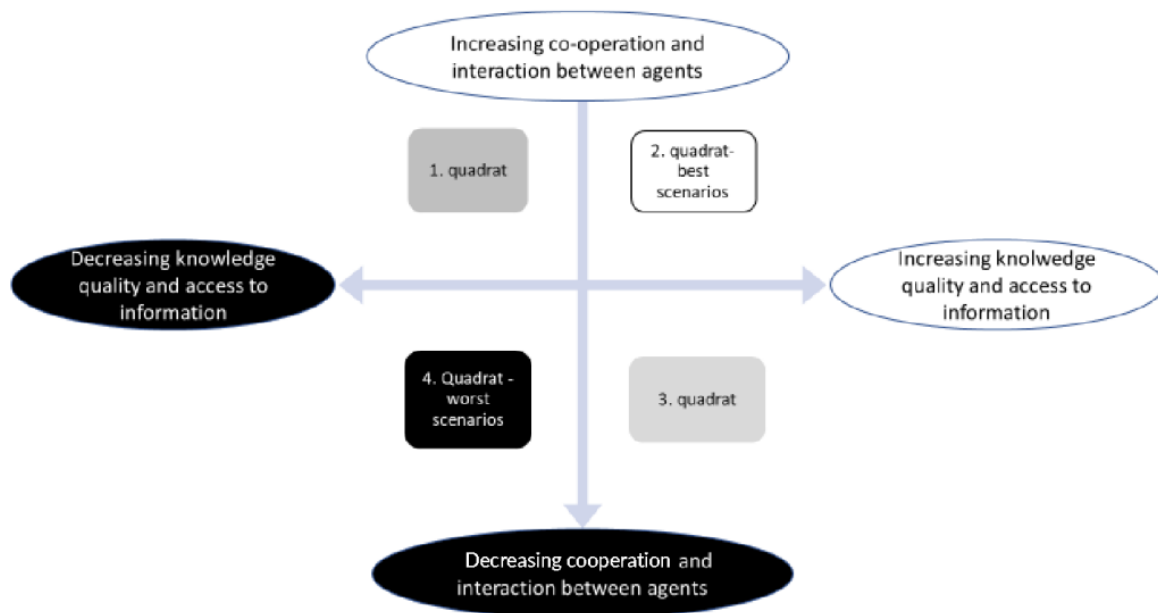 Increasing co-operation and
interaction between agents
1. quadrat
2. quadrat-
best
scenarios
Decreasing knowledge
quality and access to
information
Increasing knolwedge
quality and access to
information
4. Quadrat -
worst
scenarios
3. quadrat
Decreasing cooperation and
interaction between agents